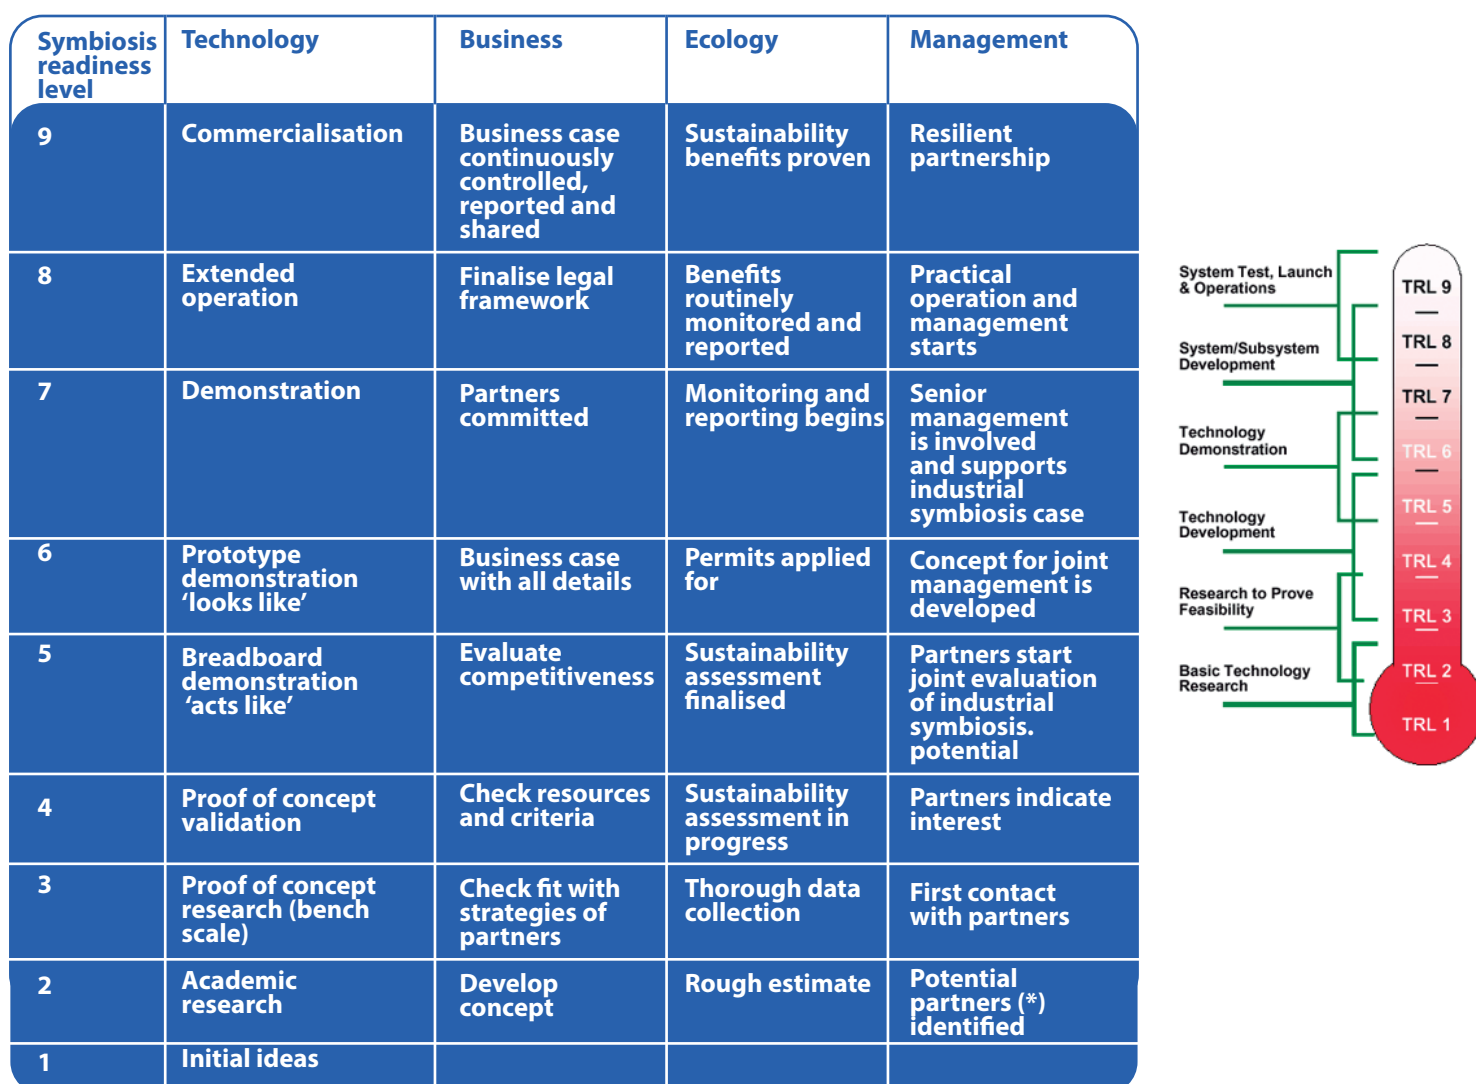 Symbiosis
readiness
level
Technology
Business
Ecology
Management
9
Commercialisation
Business case
continuously
controlled,
reported and
shared
Sustainability
benefits proven
Resilient
partnership
8
Extended
operation
Finalise legal
framework
Benefits
routinely
monitored and
reported
Practical
operation and
management
starts
7
Demonstration
Partners
committed
Monitoring and
reporting begins
Senior
management
is involved
and supports
industrial
symbiosis case
6
Prototype
demonstration
‘looks like’
Business case
with all details
Permits applied
for
Concept for joint
management is
developed
5
Breadboard
demonstration
‘acts like’
Evaluate
competitiveness
Sustainability
assessment
finalised
Partners start
joint evaluation
of industrial
symbiosis.
potential
4
Proof of concept
validation
Check resources
and criteria
Sustainability
assessment in
progress
Partners indicate
interest
3
Proof of concept
research (bench
scale)
Check fit with
strategies of
partners
Thorough data
collection
First contact
with partners
2
Academic
research
Develop
concept
Rough estimate
Potential
partners (*)
identified
1
Initial ideas
System Test, Launch
& Operations
System/Subsystem
Development
Technology
Demonstration
Technology
Development
Research to Prove
Feasibility
Basic Technology
Research
TRL 9
TRL 8
TRL 7
TRL 6
TRL 5
TRL 4
TRL 3
TRL 2
TRL 1